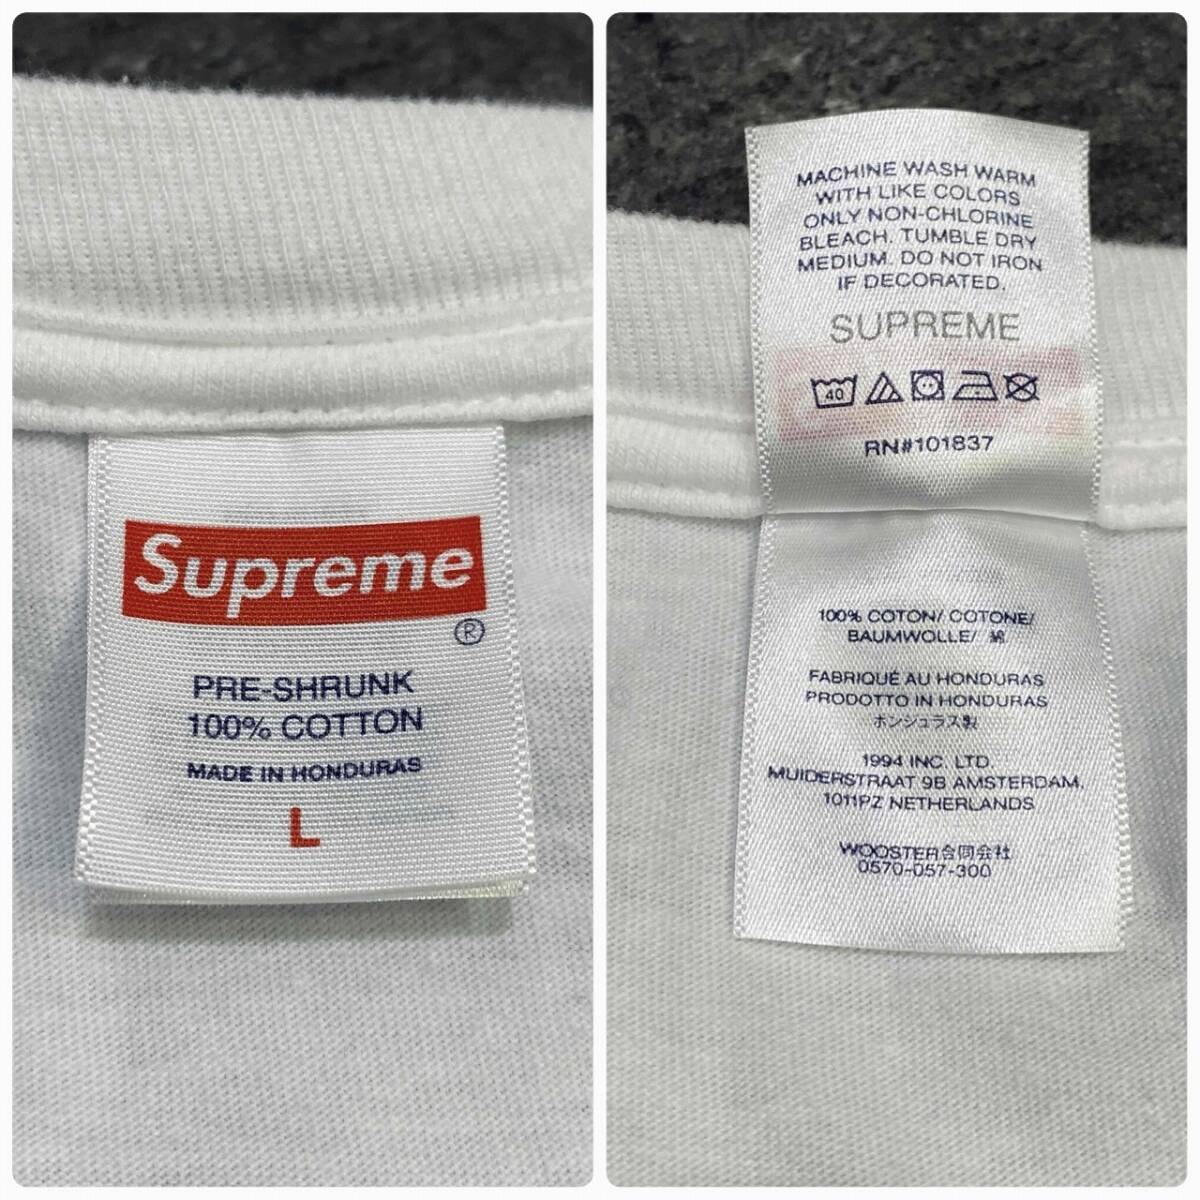 Supreme
®
PRE-SHRUNK
100% COTTON
MADE IN HONDURAS
L
MACHINE WASH WARM
WITH LIKE COLORS
ONLY NON-CHLORINE
BLEACH. TUMBLE DRY
MEDIUM. DO NOT IRON
IF DECORATED.
SUPREME
40
RN#101837
100% COTON/ COTONE/
BAUMWOLLE/ 綿
FABRIQUÉ AU HONDURAS
PRODOTTO IN HONDURAS
ホンジュラス製
1994 INC. LTD.
MUIDERSTRAAT 9B AMSTERDAM,
1011PZ NETHERLANDS
WOOSTER合同会社
0570-057-300